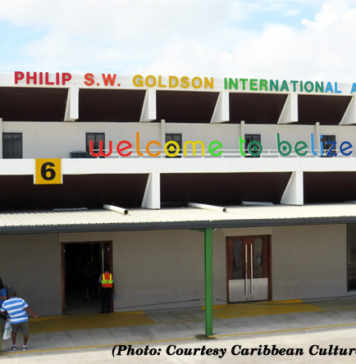 PHILIP S.W. GOLDSON INTERNATIONAL A
welcome to belize
6
(Photo: Courtesy Caribbean Cultur